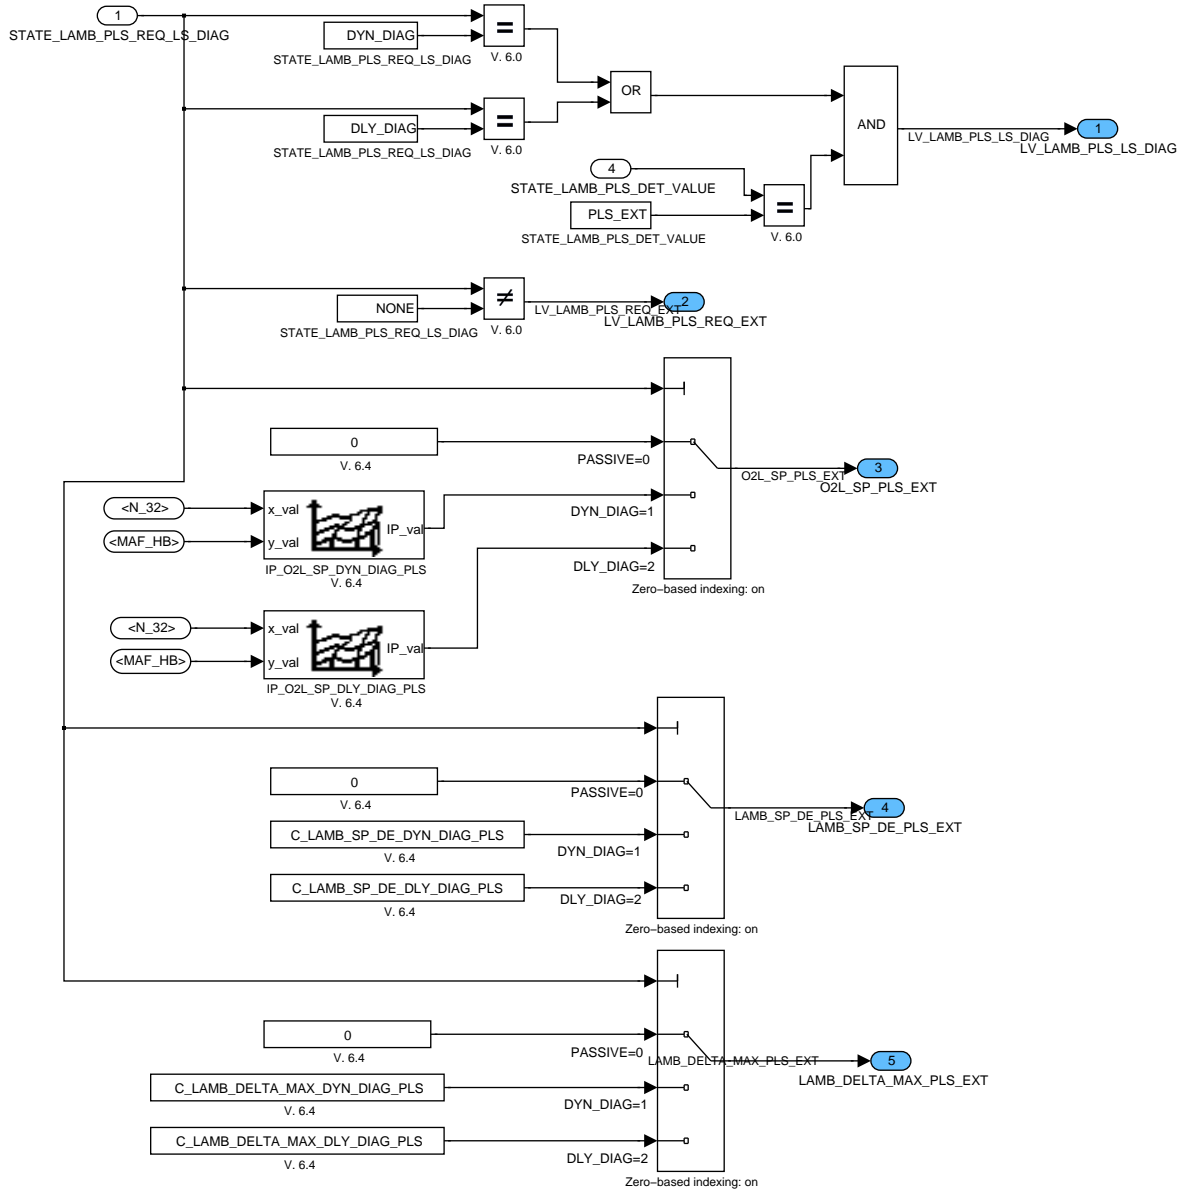 1
STATE_LAMB_PLS_REQ_LS_DIAG
DYN_DIAG
STATE_LAMB_PLS_REQ_LS_DIAG
=
V. 6.0
DLY_DIAG
STATE_LAMB_PLS_REQ_LS_DIAG
=
V. 6.0
OR
AND
LV_LAMB_PLS_LS_DIAG
1
LV_LAMB_PLS_LS_DIAG
4
STATE_LAMB_PLS_DET_VALUE
PLS_EXT
STATE_LAMB_PLS_DET_VALUE
=
V. 6.0
NONE
STATE_LAMB_PLS_REQ_LS_DIAG
≠
V. 6.0
LV_LAMB_PLS_REQ_EXT
2
LV_LAMB_PLS_REQ_EXT
0
V. 6.4
PASSIVE=0
O2L_SP_PLS_EXT
3
O2L_SP_PLS_EXT
<N_32>
<MAF_HB>
x_val
y_val
IP_val
IP_O2L_SP_DYN_DIAG_PLS
V. 6.4
DYN_DIAG=1
DLY_DIAG=2
Zero−based indexing: on
<N_32>
<MAF_HB>
x_val
y_val
IP_val
IP_O2L_SP_DLY_DIAG_PLS
V. 6.4
0
V. 6.4
PASSIVE=0
LAMB_SP_DE_PLS_EXT
4
LAMB_SP_DE_PLS_EXT
C_LAMB_SP_DE_DYN_DIAG_PLS
V. 6.4
DYN_DIAG=1
C_LAMB_SP_DE_DLY_DIAG_PLS
V. 6.4
DLY_DIAG=2
Zero−based indexing: on
0
V. 6.4
PASSIVE=0
LAMB_DELTA_MAX_PLS_EXT
5
LAMB_DELTA_MAX_PLS_EXT
C_LAMB_DELTA_MAX_DYN_DIAG_PLS
V. 6.4
DYN_DIAG=1
C_LAMB_DELTA_MAX_DLY_DIAG_PLS
V. 6.4
DLY_DIAG=2
Zero−based indexing: on